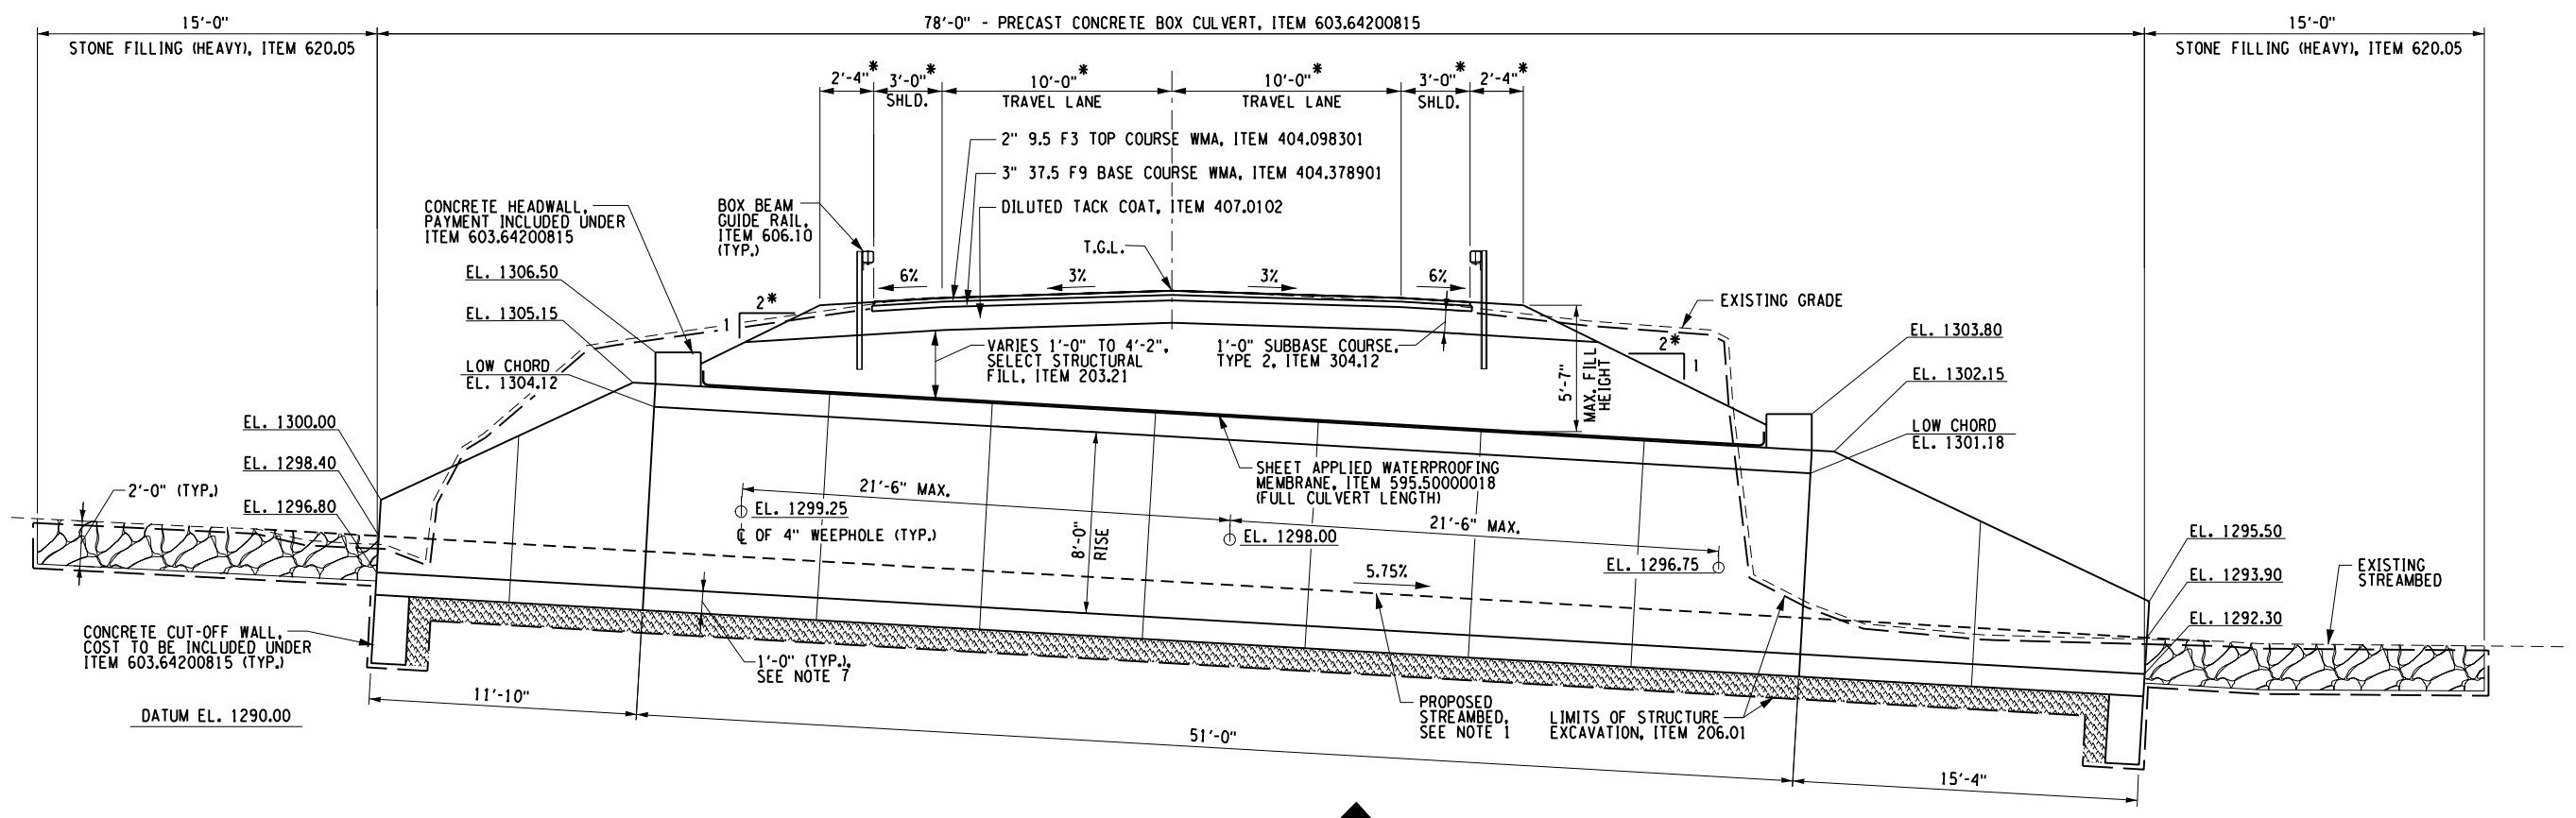 15'-0"
78'-0" - PRECAST CONCRETE BOX CULVERT, ITEM 603.64200815
15'-0"
STONE FILLING (HEAVY), ITEM 620.05
STONE FILLING (HEAVY), ITEM 620.05
2'-4"*
3'-0"*
SHLD.
10'-0"*
TRAVEL LANE
10'-0"*
TRAVEL LANE
3'-0"*
SHLD.
2'-4"*
2" 9.5 F3 TOP COURSE WMA, ITEM 404.098301
3" 37.5 F9 BASE COURSE WMA, ITEM 404.378901
DILUTED TACK COAT, ITEM 407.0102
CONCRETE HEADWALL,
PAYMENT INCLUDED UNDER
ITEM 603.64200815
BOX BEAM
GUIDE RAIL,
ITEM 606.10
(TYP.)
T.G.L.
EL. 1306.50
6%
3%
3%
6%
2*
1
EXISTING GRADE
EL. 1305.15
EL. 1303.80
VARIES 1'-0" TO 4'-2",
SELECT STRUCTURAL
FILL, ITEM 203.21
1'-0" SUBBASE COURSE,
TYPE 2, ITEM 304.12
5'-7"
MAX. FILL
HEIGHT
2*
1
LOW CHORD
EL. 1304.12
EL. 1302.15
EL. 1300.00
LOW CHORD
EL. 1301.18
EL. 1298.40
SHEET APPLIED WATERPROOFING
MEMBRANE, ITEM 595.50000018
(FULL CULVERT LENGTH)
2'-0" (TYP.)
EL. 1296.80
21'-6" MAX.
EL. 1299.25
℄ OF 4" WEEPHOLE (TYP.)
8'-0"
RISE
21'-6" MAX.
EL. 1298.00
EL. 1296.75
EL. 1295.50
5.75%
EL. 1293.90
EXISTING
STREAMBED
EL. 1292.30
CONCRETE CUT-OFF WALL,
COST TO BE INCLUDED UNDER
ITEM 603.64200815 (TYP.)
1'-0" (TYP.),
SEE NOTE 7
11'-10"
PROPOSED
STREAMBED,
SEE NOTE 1
LIMITS OF STRUCTURE
EXCAVATION, ITEM 206.01
DATUM EL. 1290.00
51'-0"
15'-4"